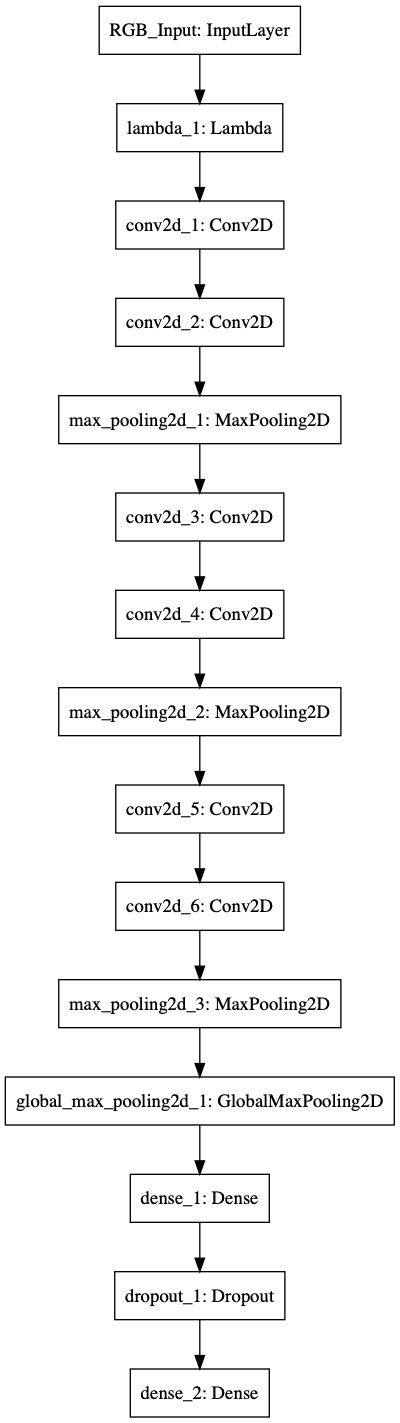 RGB_Input: InputLayer
lambda_1: Lambda
conv2d_1: Conv2D
conv2d_2: Conv2D
max_pooling2d_1: MaxPooling2D
conv2d_3: Conv2D
conv2d_4: Conv2D
max_pooling2d_2: MaxPooling2D
conv2d_5: Conv2D
conv2d_6: Conv2D
max_pooling2d_3: MaxPooling2D
global_max_pooling2d_1: GlobalMaxPooling2D
dense_1: Dense
dropout_1: Dropout
dense_2: Dense